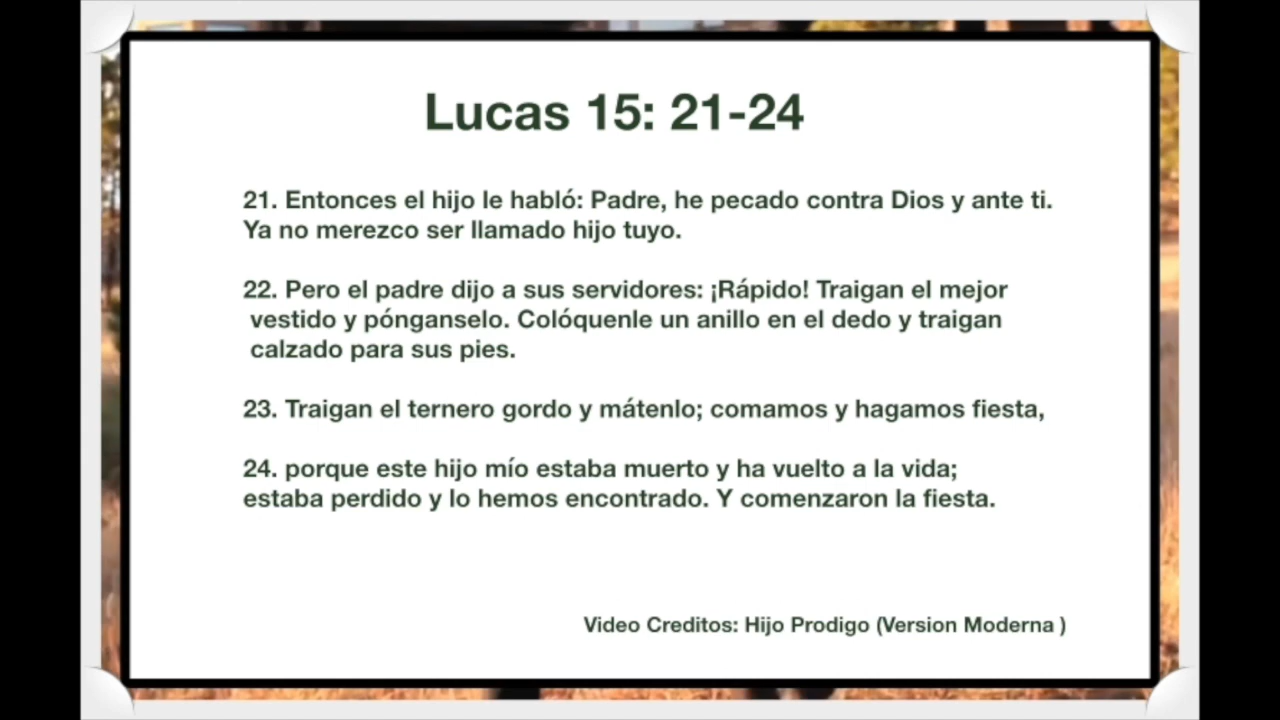 Lucas 15: 21-24
21. Entonces el hijo le habló: Padre, he pecado contra Dios y ante ti.
Ya no merezco ser llamado hijo tuyo.
22. Pero el padre dijo a sus servidores: ¡Rápido! Traigan el mejor
vestido y pónganselo. Colóquenle un anillo en el dedo y traigan
calzado para sus pies.
23. Traigan el ternero gordo y mátenlo; comamos y hagamos fiesta,
24. porque este hijo mío estaba muerto y ha vuelto a la vida;
estaba perdido y lo hemos encontrado. Y comenzaron la fiesta.
Video Creditos: Hijo Prodigo (Version Moderna )